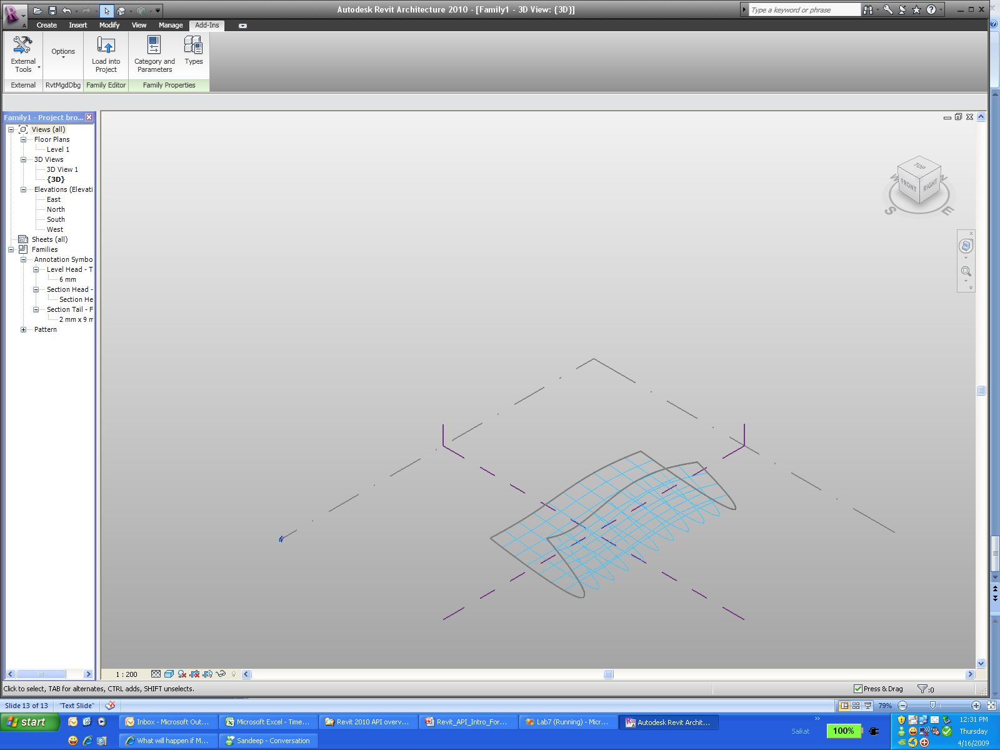 Autodesk Revit Architecture 2010 - [Family1 - 3D View: {3D}]
Type a keyword or phrase
Create Insert Modify View Manage Add-Ins
External Tools
Options
Load into Project
Category and Parameters
Types
External RvtMgdDbg Family Editor Family Properties
Family1 - Project bro...
Views (all)
Floor Plans
Level 1
3D Views
3D View 1
{3D}
Elevations (Elevati
East
North
South
West
Sheets (all)
Families
Annotation Symbo
Level Head - T
6 mm
Section Head -
Section He
Section Tail - F
2 mm x 9 m
Pattern
TOP
FRONT RIGHT
W N
S E
1 : 200
Click to select, TAB for alternates, CTRL adds, SHIFT unselects.
Press & Drag
:0
Slide 13 of 13 "Text Slide"
79%
start
Inbox - Microsoft Out...
Microsoft Excel - Time...
Revit 2010 API overv...
Revit_API_Intro_For...
Lab7 (Running) - Micr...
Autodesk Revit Archit...
What will happen if M...
Sandeep - Conversation
Saikat
100%
12:31 PM
Thursday
4/16/2009